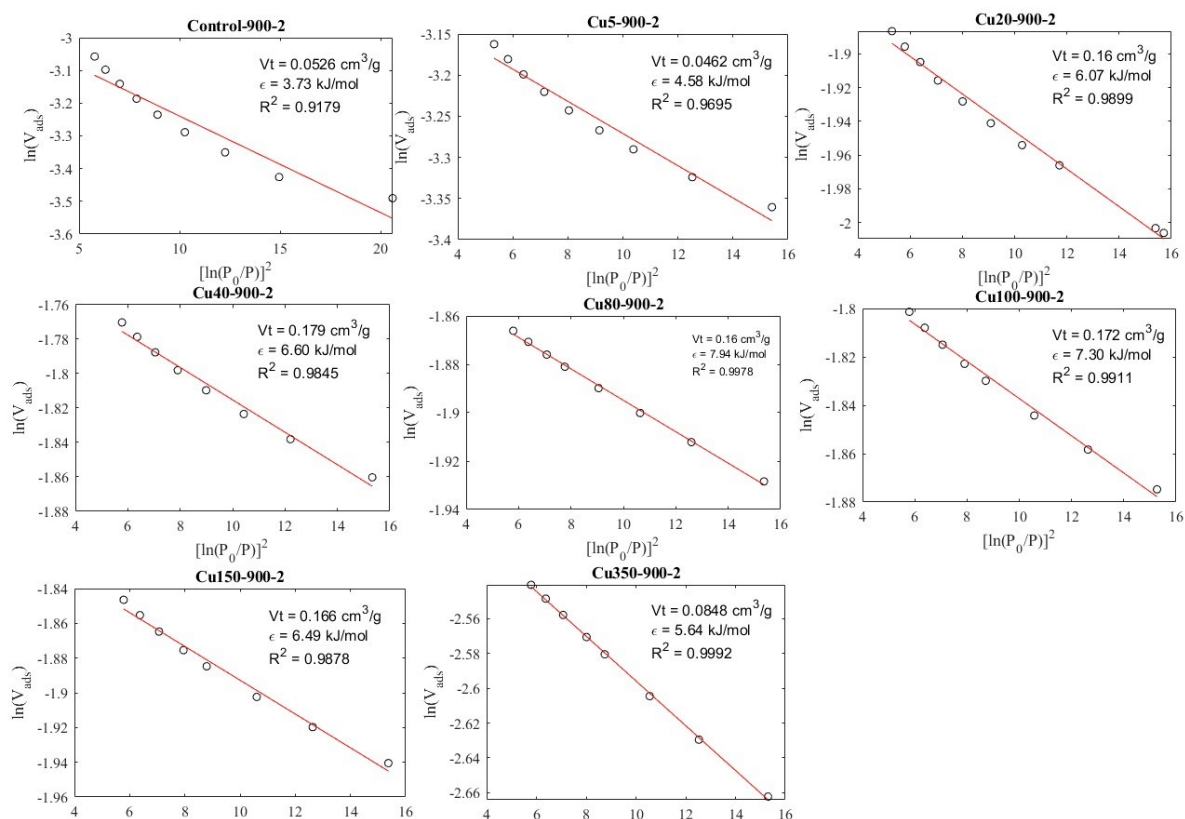 Control-900-2
Vt = 0.0526 cm³/g
ϵ = 3.73 kJ/mol
R² = 0.9179
ln(V_ads)
-3
-3.1
-3.2
-3.3
-3.4
-3.5
-3.6
5
10
15
20
[ln(P₀/P)]²
Cu5-900-2
Vt = 0.0462 cm³/g
ϵ = 4.58 kJ/mol
R² = 0.9695
ln(V_ads)
-3.15
-3.2
-3.25
-3.3
-3.35
-3.4
4
6
8
10
12
14
16
[ln(P₀/P)]²
Cu20-900-2
Vt = 0.16 cm³/g
ϵ = 6.07 kJ/mol
R² = 0.9899
ln(V_ads)
-1.9
-1.92
-1.94
-1.96
-1.98
-2
4
6
8
10
12
14
16
[ln(P₀/P)]²
Cu40-900-2
Vt = 0.179 cm³/g
ϵ = 6.60 kJ/mol
R² = 0.9845
ln(V_ads)
-1.76
-1.78
-1.8
-1.82
-1.84
-1.86
-1.88
4
6
8
10
12
14
16
[ln(P₀/P)]²
Cu80-900-2
Vt = 0.16 cm³/g
ϵ = 7.94 kJ/mol
R² = 0.9978
ln(V_ads)
-1.86
-1.88
-1.9
-1.92
-1.94
4
6
8
10
12
14
16
[ln(P₀/P)]²
Cu100-900-2
Vt = 0.172 cm³/g
ϵ = 7.30 kJ/mol
R² = 0.9911
ln(V_ads)
-1.8
-1.82
-1.84
-1.86
-1.88
4
6
8
10
12
14
16
[ln(P₀/P)]²
Cu150-900-2
Vt = 0.166 cm³/g
ϵ = 6.49 kJ/mol
R² = 0.9878
ln(V_ads)
-1.84
-1.86
-1.88
-1.9
-1.92
-1.94
-1.96
4
6
8
10
12
14
16
Cu350-900-2
Vt = 0.0848 cm³/g
ϵ = 5.64 kJ/mol
R² = 0.9992
ln(V_ads)
-2.56
-2.58
-2.6
-2.62
-2.64
-2.66
4
6
8
10
12
14
16